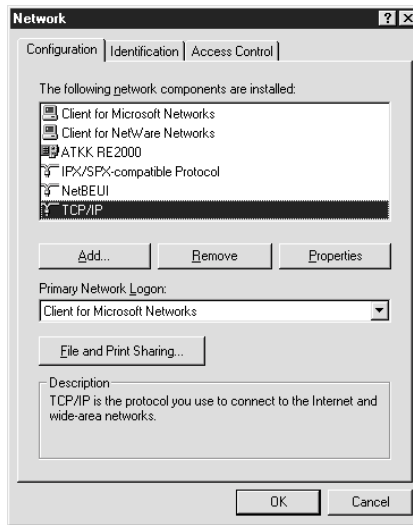 Network
Configuration Identification Access Control
The following network components are installed:
Client for Microsoft Networks
Client for NetWare Networks
ATKK RE2000
IPX/SPX-compatible Protocol
NetBEUI
TCP/IP
Add... Remove Properties
Primary Network Logon:
Client for Microsoft Networks
File and Print Sharing...
Description
TCP/IP is the protocol you use to connect to the Internet and
wide-area networks.
OK Cancel